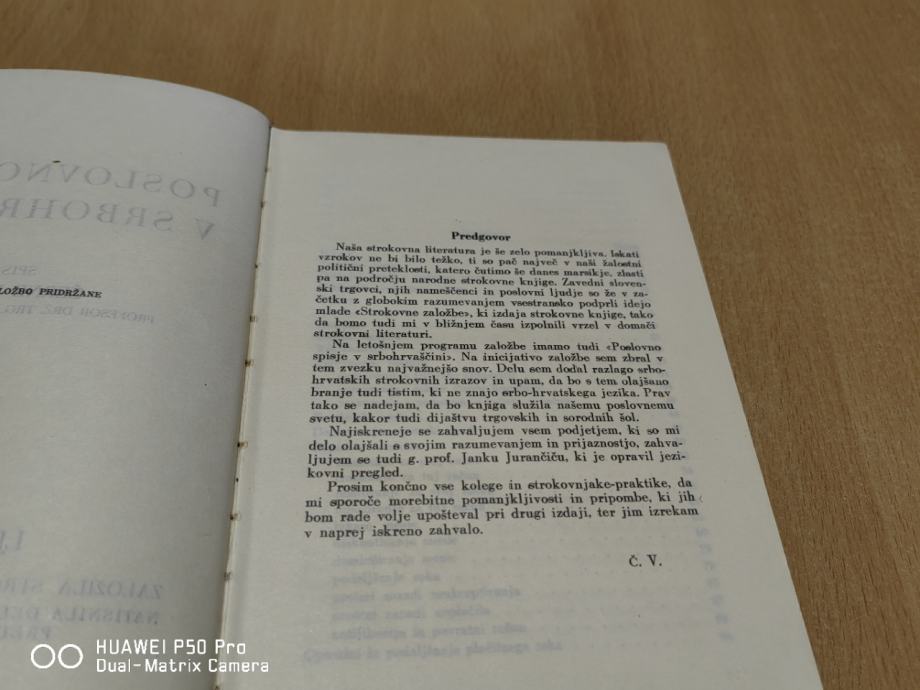 POSLOVNO
V SRBOHR
SPIS
LOŽBO PRIDRŽANE
PROFESOR DRŽ. TRG.
ZALOŽILA
NATISNILA
Predgovor
Naša strokovna literatura je še zelo pomanjkljiva. Iskati
vzrokov ne bi bilo težko, ti so pač največ v naši žalostni
politični preteklosti, katero čutimo še danes marsikje, zlasti
pa na področju narodne strokovne knjige. Zavedni sloven-
ski trgovci, njih nameščenci in poslovni ljudje so že v za-
četku z globokim razumevanjem vsestransko podprli idejo
mlade «Strokovne založbe», ki izdaja strokovne knjige, tako
da bomo tudi mi v bližnjem času izpolnili vrzel v domači
strokovni literaturi.
Na letošnjem programu založbe imamo tudi «Poslovno
spisje v srbohrvaščini». Na inicijativo založbe sem zbral v
tem zvezku najvažnejšo snov. Delu sem dodal razlago srbo-
hrvatskih strokovnih izrazov in upam, da bo s tem olajšano
branje tudi tistim, ki ne znajo srbo-hrvatskega jezika. Prav
tako se nadejam, da bo knjiga služila našemu poslovnemu
svetu, kakor tudi dijaštvu trgovskih in sorodnih šol.
Najiskreneje se zahvaljujem vsem podjetjem, ki so mi
delo olajšali s svojim razumevanjem in prijaznostjo, zahva-
ljujem se tudi g. prof. Janku Jurančiču, ki je opravil jezi-
kovni pregled.
Prosim končno vse kolege in strokovnjake-praktike, da
mi sporoče morebitne pomanjkljivosti in pripombe, ki jih
bom rade volje upošteval pri drugi izdaji, ter jim izrekam
v naprej iskreno zahvalo.
Č. V.
HUAWEI P50 Pro
Dual-Matrix Camera